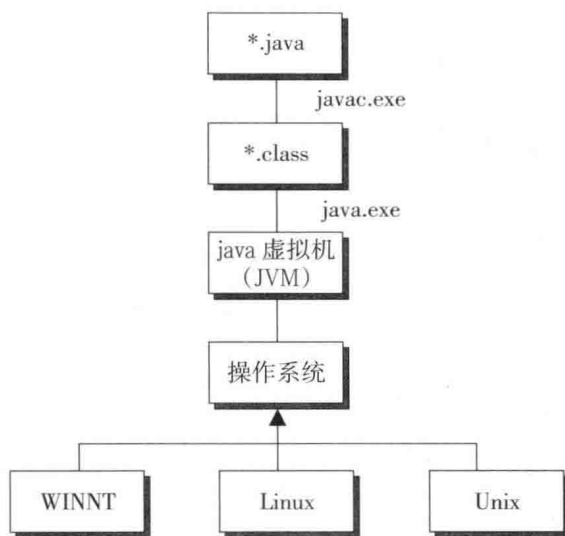 *.java
javac.exe
*.class
java.exe
java 虚拟机
（JVM）
操作系统
WINNT
Linux
Unix